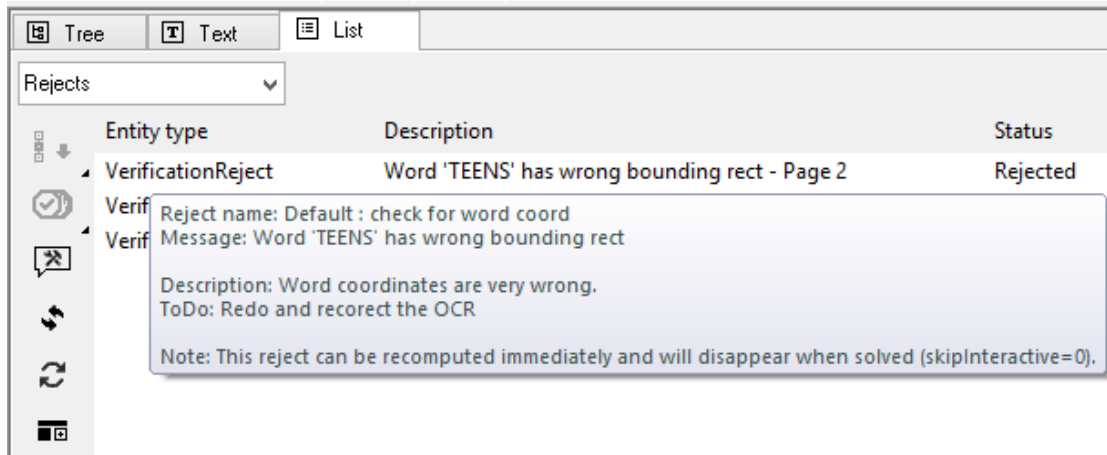 Tree Text List
Rejects
Entity type Description Status
VerificationReject Word 'TEENS' has wrong bounding rect - Page 2 Rejected
Verif
Verif
Reject name: Default : check for word coord
Message: Word 'TEENS' has wrong bounding rect
Description: Word coordinates are very wrong.
ToDo: Redo and recorect the OCR
Note: This reject can be recomputed immediately and will disappear when solved (skipInteractive=0).